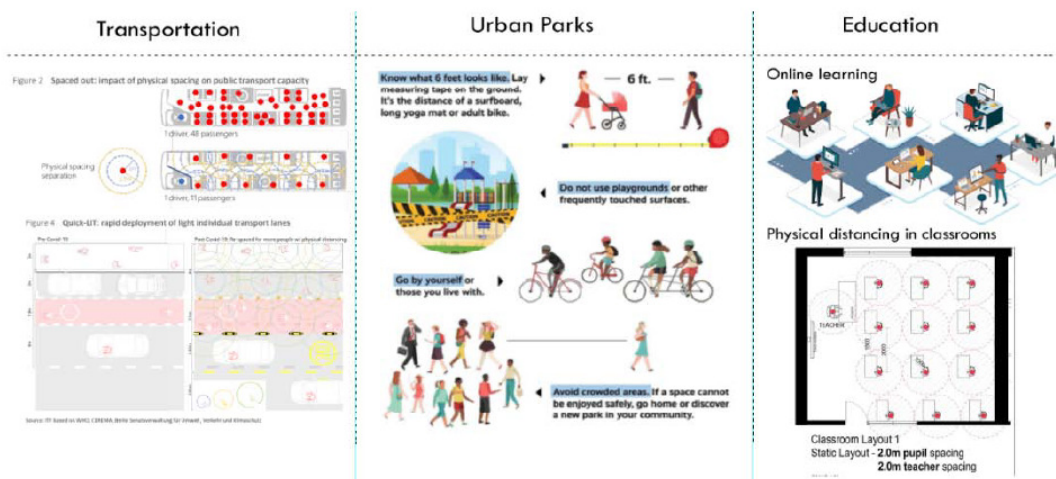 Transportation
Figure 2 Spaced out: impact of physical spacing on public transport capacity
1 driver, 48 passengers
Physical spacing
separation
1 driver, 11 passengers
Figure 4 Quick-LIT: rapid deployment of light individual transport lanes
Pre Covid-19
Urban Parks
Know what 6 feet looks like. Lay
measuring tape on the ground.
It's the distance of a surfboard,
long yoga mat or adult bike.
6 ft.
Do not use playgrounds or other
frequently touched surfaces.
Go by yourself or
those you live with.
Avoid crowded areas. If a space cannot
be enjoyed safely, go home or discover
a new park in your community.
Education
Online learning
Physical distancing in classrooms
TEACHER
Classroom Layout 1
Static Layout - 2.0m pupil spacing
2.0m teacher spacing